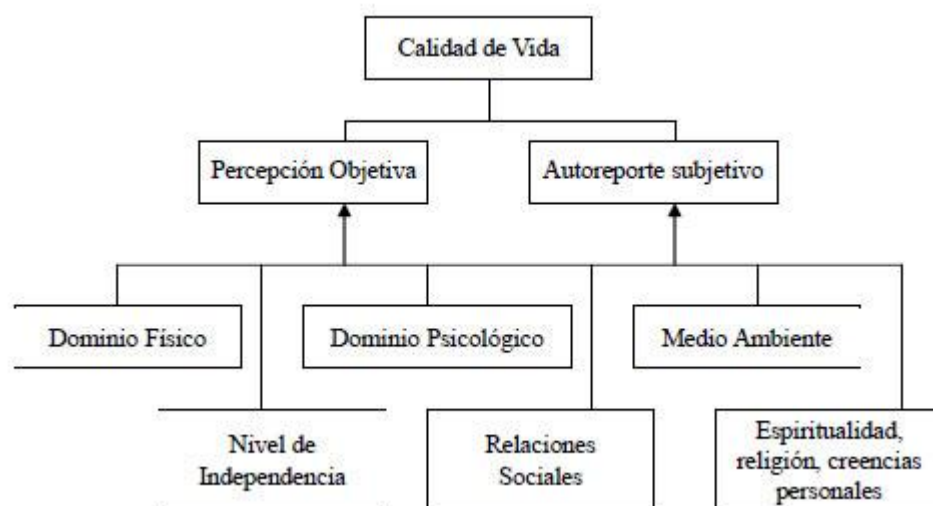 Calidad de Vida
Percepción Objetiva
Autoreporte subjetivo
Dominio Físico
Dominio Psicológico
Medio Ambiente
Nivel de
Independencia
Relaciones
Sociales
Espiritualidad,
religión, creencias
personales